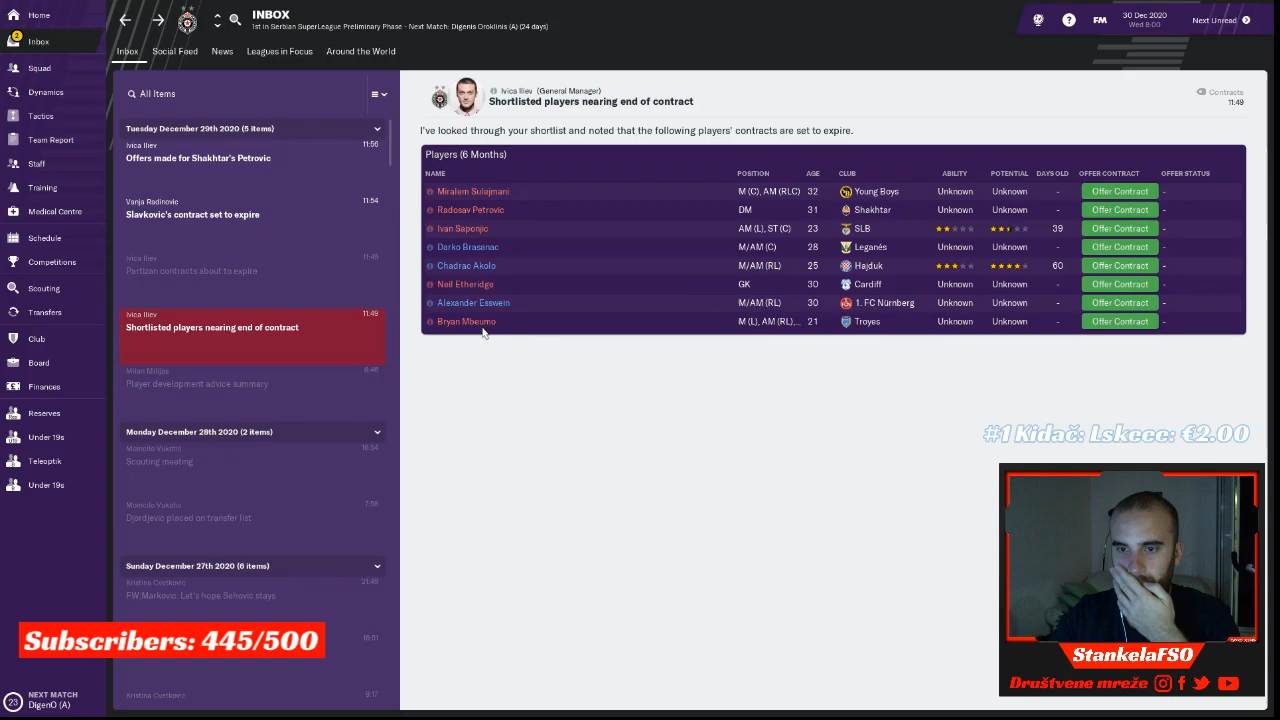 Home
2
Inbox
Squad
Dynamics
Tactics
Team Report
Staff
Training
Medical Centre
Schedule
Competitions
Scouting
Transfers
Club
Board
Finances
Reserves
Under 19s
Teleoptik
Under 19s
23 NEXT MATCH
DigenO (A)
INBOX
1st in Serbian SuperLeague Preliminary Phase - Next Match: Digenis Oroklinis (A) (24 days)
FM
30 Dec 2020
Wed 8:00
Next Unread
Inbox Social Feed News Leagues in Focus Around the World
All Items
Tuesday December 29th 2020 (5 items)
Ivica Iliev 11:56
Offers made for Shakhtar's Petrovic
Vanja Radinovic 11:54
Slavkovic's contract set to expire
Ivica Iliev 11:49
Partizan contracts about to expire
Ivica Iliev 11:49
Shortlisted players nearing end of contract
Milan Milijas 8:46
Player development advice summary
Monday December 28th 2020 (2 items)
Momcilo Vukotic 16:54
Scouting meeting
Momcilo Vukotic 7:58
Djordjevic placed on transfer list
Sunday December 27th 2020 (6 items)
Kristina Cvetkovic 21:49
FW:Markovic: Let's hope Sehovic stays
Kristina Cvetkovic 9:17
Ivica Iliev (General Manager)
Shortlisted players nearing end of contract
Contracts
11:49
I've looked through your shortlist and noted that the following players' contracts are set to expire.
Players (6 Months)
NAME POSITION AGE CLUB ABILITY POTENTIAL DAYS OLD OFFER CONTRACT OFFER STATUS
Miralem Sulejmani M (C), AM (RLC) 32 Young Boys Unknown Unknown - Offer Contract -
Radosav Petrovic DM 31 Shakhtar Unknown Unknown - Offer Contract -
Ivan Saponjic AM (L), ST (C) 23 SLB 39 Offer Contract -
Darko Brasanac M/AM (C) 28 Leganés Unknown Unknown - Offer Contract -
Chadrac Akolo M/AM (RL) 25 Hajduk 60 Offer Contract -
Neil Etheridge GK 30 Cardiff Unknown Unknown - Offer Contract -
Alexander Esswein M/AM (RL) 30 1. FC Nürnberg Unknown Unknown - Offer Contract -
Bryan Mbeumo M (L), AM (RL),... 21 Troyes Unknown Unknown - Offer Contract -
#1 Kidač: Lskeee: €2.00
Subscribers: 445/500
StankelaFSO
Društvene mreže